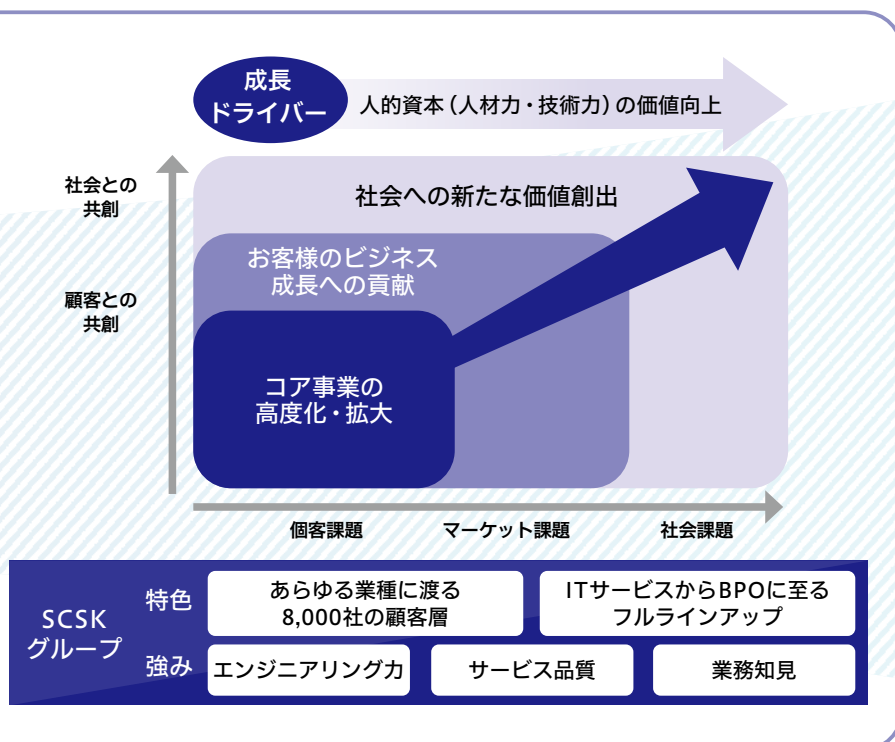 成長
ドライバー
人的資本（人材力・技術力）の価値向上
社会との
共創
社会への新たな価値創出
お客様のビジネス
成長への貢献
顧客との
共創
コア事業の
高度化・拡大
個客課題
マーケット課題
社会課題
SCSK
グループ
特色
あらゆる業種に渡る
8,000社の顧客層
ITサービスからBPOに至る
フルラインアップ
強み
エンジニアリング力
サービス品質
業務知見